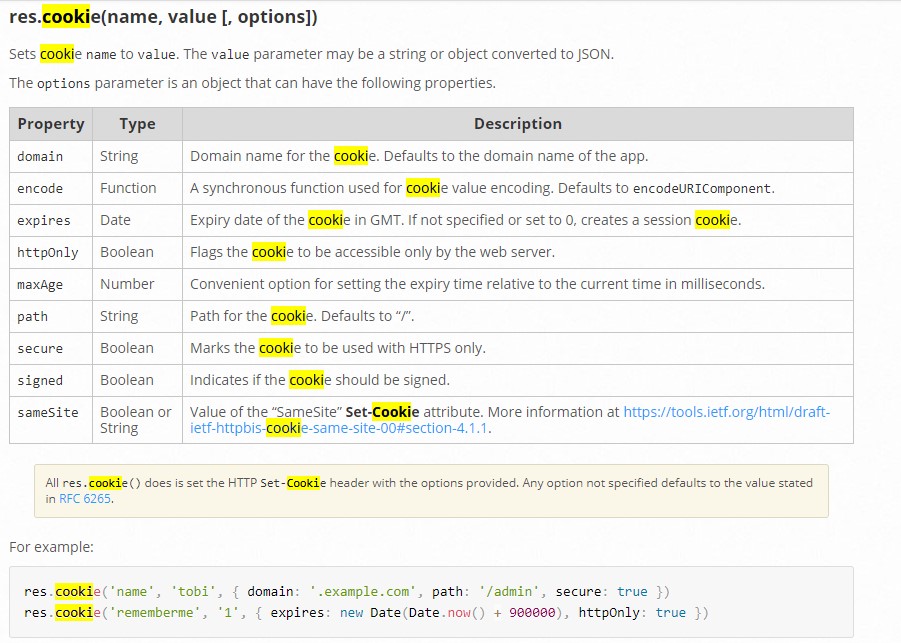 res.cookie(name, value [, options])
Sets cookie name to value. The value parameter may be a string or object converted to JSON.
The options parameter is an object that can have the following properties.
Property Type Description
domain String Domain name for the cookie. Defaults to the domain name of the app.
encode Function A synchronous function used for cookie value encoding. Defaults to encodeURIComponent.
expires Date Expiry date of the cookie in GMT. If not specified or set to 0, creates a session cookie.
httpOnly Boolean Flags the cookie to be accessible only by the web server.
maxAge Number Convenient option for setting the expiry time relative to the current time in milliseconds.
path String Path for the cookie. Defaults to “/”.
secure Boolean Marks the cookie to be used with HTTPS only.
signed Boolean Indicates if the cookie should be signed.
sameSite Boolean or Value of the “SameSite” Set-Cookie attribute. More information at https://tools.ietf.org/html/draft-
String ietf-httpbis-cookie-same-site-00#section-4.1.1.
All res.cookie() does is set the HTTP Set-Cookie header with the options provided. Any option not specified defaults to the value stated
in RFC 6265.
For example:
res.cookie('name', 'tobi', { domain: '.example.com', path: '/admin', secure: true })
res.cookie('rememberme', '1', { expires: new Date(Date.now() + 900000), httpOnly: true })